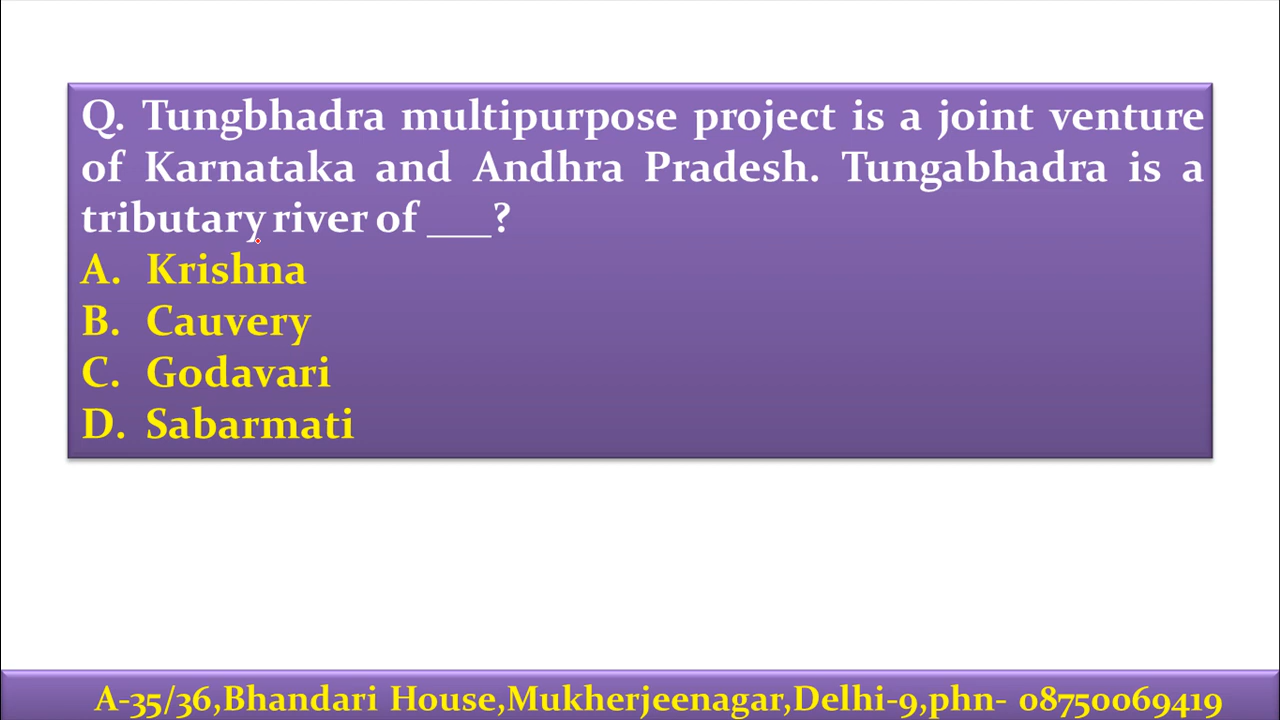 Q. Tungbhadra multipurpose project is a joint venture
of Karnataka and Andhra Pradesh. Tungabhadra is a
tributary river of ___?
A. Krishna
B. Cauvery
C. Godavari
D. Sabarmati
A-35/36,Bhandari House,Mukherjeenagar,Delhi-9,phn- 08750069419